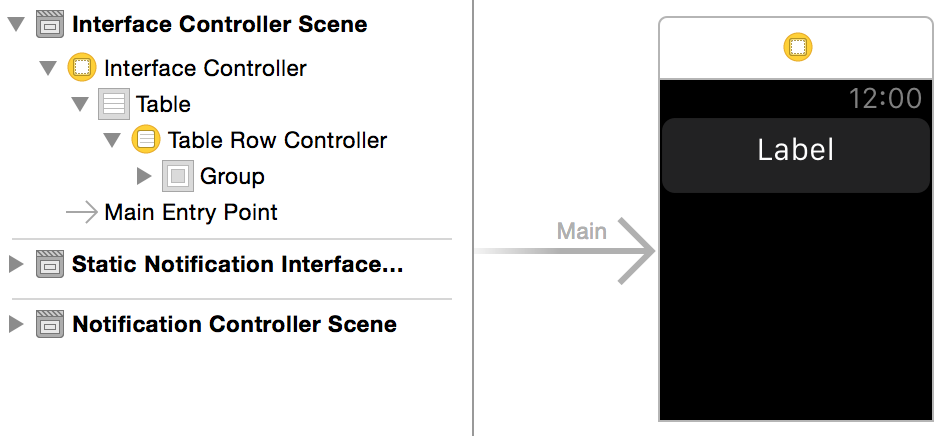 Interface Controller Scene
Interface Controller
Table
Table Row Controller
Group
Main Entry Point
Static Notification Interface...
Notification Controller Scene
Main
12:00
Label